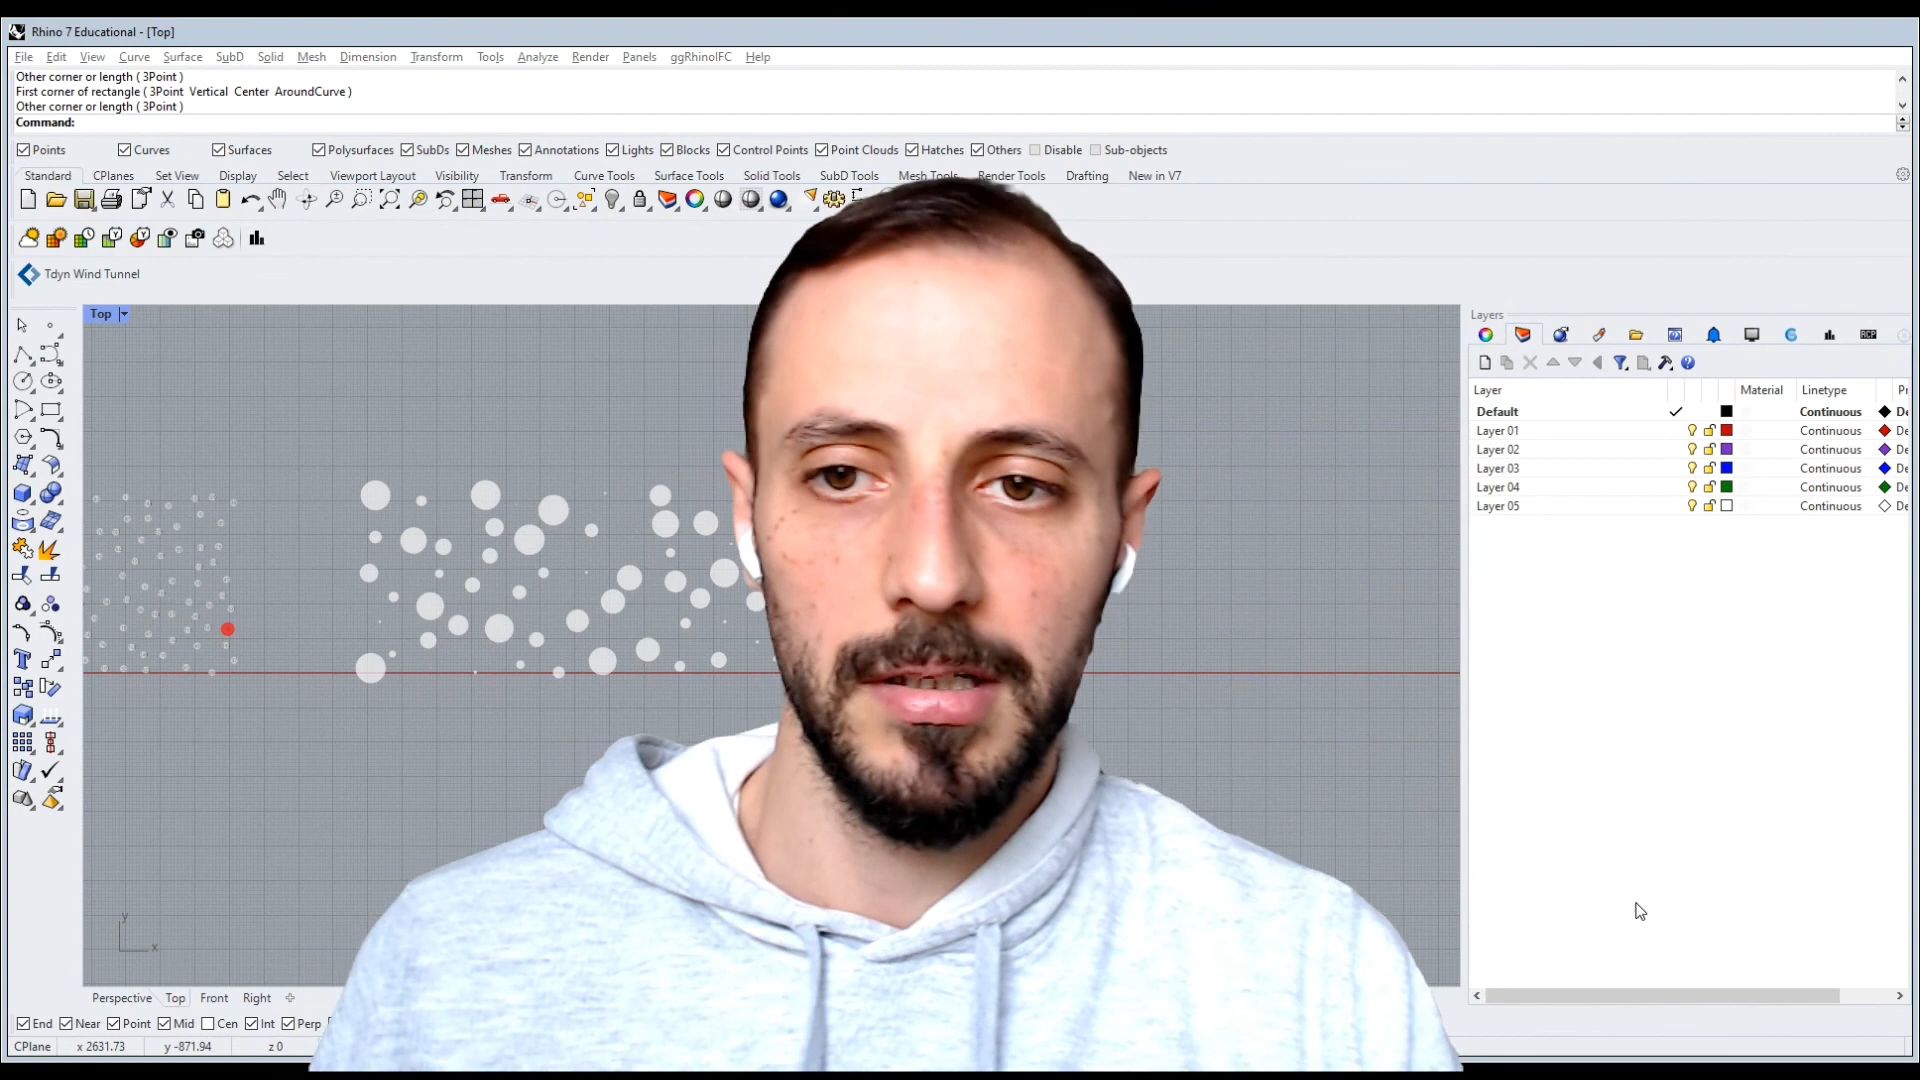 Rhino 7 Educational - [Top]
File Edit View Curve Surface SubD Solid Mesh Dimension Transform Tools Analyze Render Panels ggRhinoIFC Help
Other corner or length ( 3Point )
First corner of rectangle ( 3Point Vertical Center AroundCurve )
Other corner or length ( 3Point )
Command:
Points Curves Surfaces Polysurfaces SubDs Meshes Annotations Lights Blocks Control Points Point Clouds Hatches Others Disable Sub-objects
Standard CPlanes Set View Display Select Viewport Layout Visibility Transform Curve Tools Surface Tools Solid Tools SubD Tools Mesh Tools Render Tools Drafting New in V7
Tdyn Wind Tunnel
Top
Layers
RCP
Layer Material Linetype
Default Continuous
Layer 01 Continuous
Layer 02 Continuous
Layer 03 Continuous
Layer 04 Continuous
Layer 05 Continuous
y
x
Perspective Top Front Right
End Near Point Mid Cen Int Perp
CPlane x 2631.73 y -871.94 z 0